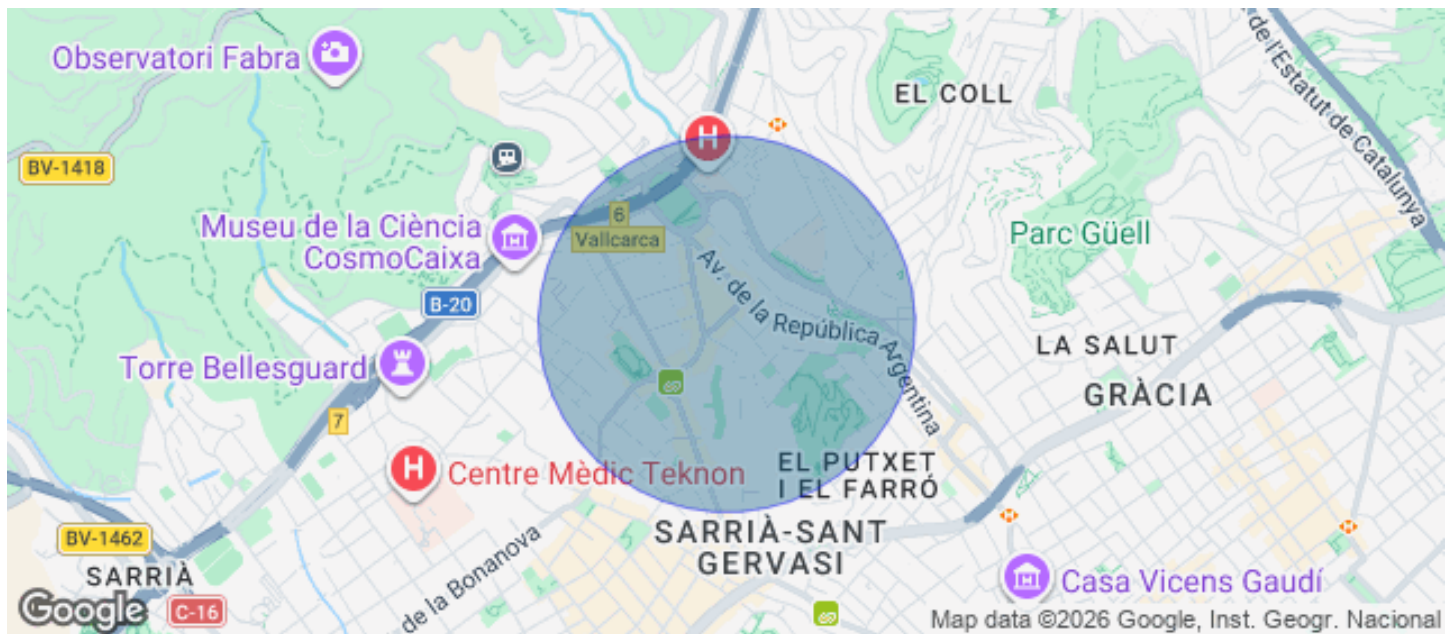 Observatori Fabra
EL COLL
de l'Estatut de Catalunya
BV-1418
H
6
Vallcarca
Museu de la Ciència
CosmoCaixa
Parc Güell
B-20
Av. de la República Argentina
Torre Bellesguard
LA SALUT
GRÀCIA
7
H
Centre Mèdic Teknon
EL PUTXET
I EL FARRÓ
SARRIÀ-SANT
GERVASI
BV-1462
SARRIÀ
de la Bonanova
Casa Vicens Gaudí
Google
C-16
Map data ©2026 Google, Inst. Geogr. Nacional